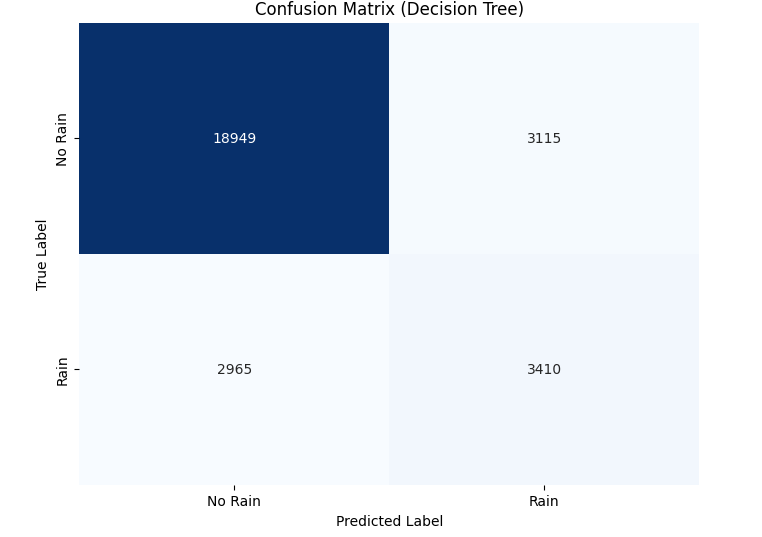 Confusion Matrix (Decision Tree)
True Label
No Rain
18949
3115
Rain
2965
3410
No Rain
Rain
Predicted Label